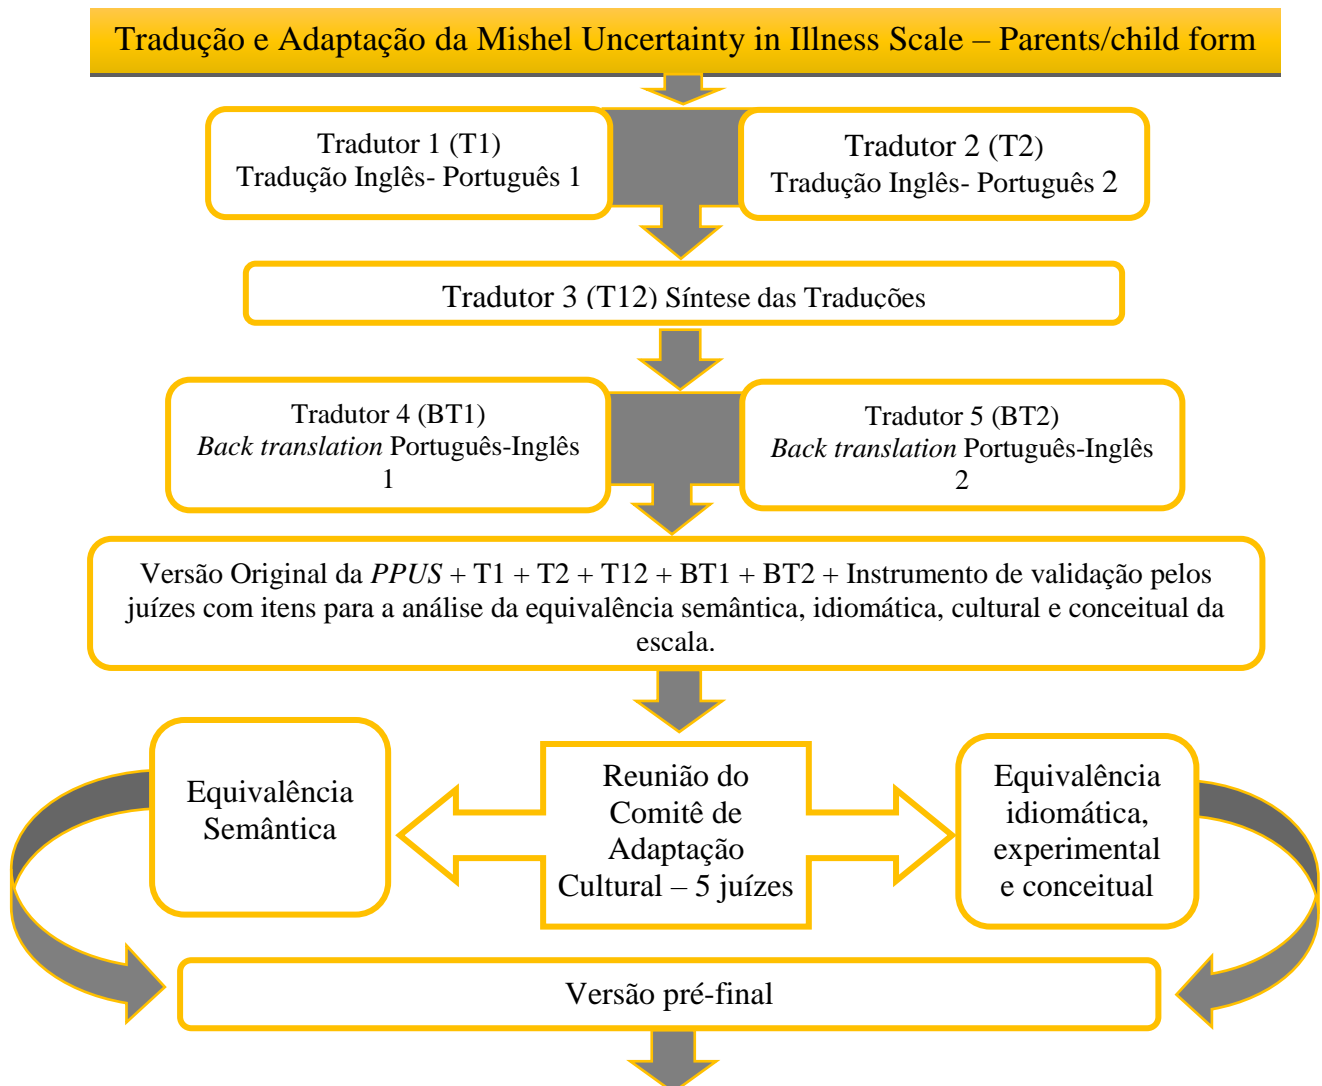 Tradução e Adaptação da Mishel Uncertainty in Illness Scale – Parents/child form
Tradutor 1 (T1)
Tradução Inglês- Português 1
Tradutor 2 (T2)
Tradução Inglês- Português 2
Tradutor 3 (T12) Síntese das Traduções
Tradutor 4 (BT1)
Back translation Português-Inglês
1
Tradutor 5 (BT2)
Back translation Português-Inglês
2
Versão Original da PPUS + T1 + T2 + T12 + BT1 + BT2 + Instrumento de validação pelos
juízes com itens para a análise da equivalência semântica, idiomática, cultural e conceitual da
escala.
Equivalência
Semântica
Reunião do
Comitê de
Adaptação
Cultural – 5 juízes
Equivalência
idiomática,
experimental
e conceitual
Versão pré-final